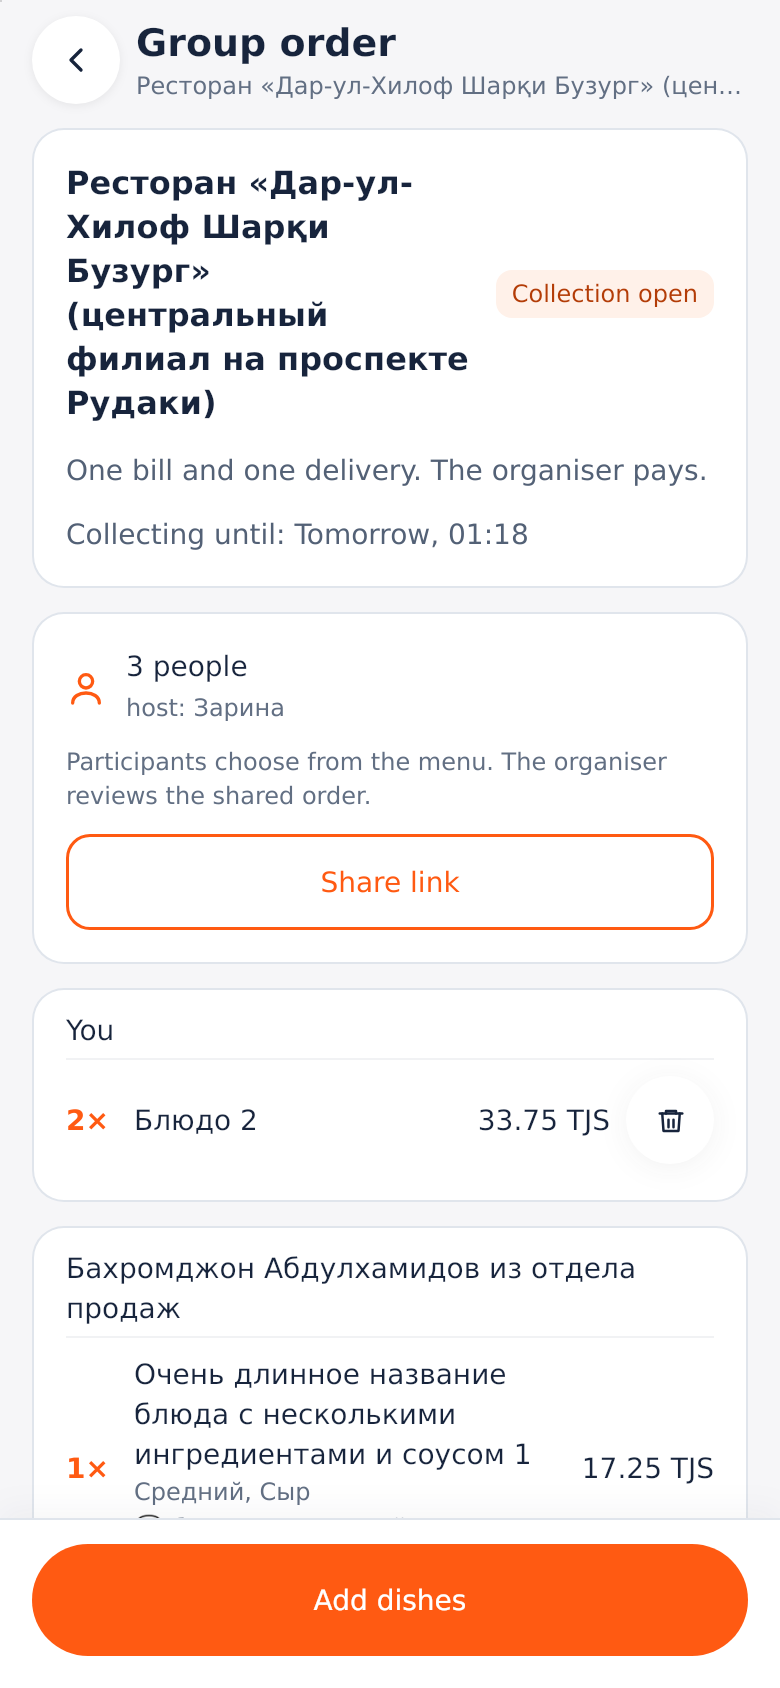 Group order
Ресторан «Дар-ул-Хилоф Шарқи Бузург» (цен...
Ресторан «Дар-ул-
Хилоф Шарқи
Бузург»
(центральный
филиал на проспекте
Рудаки)
Collection open
One bill and one delivery. The organiser pays.
Collecting until: Tomorrow, 01:18
3 people
host: Зарина
Participants choose from the menu. The organiser
reviews the shared order.
Share link
You
2× Блюдо 2 33.75 TJS
Бахромджон Абдулхамидов из отдела
продаж
Очень длинное название
блюда с несколькими
ингредиентами и соусом 1
1× 17.25 TJS
Средний, Сыр
Add dishes